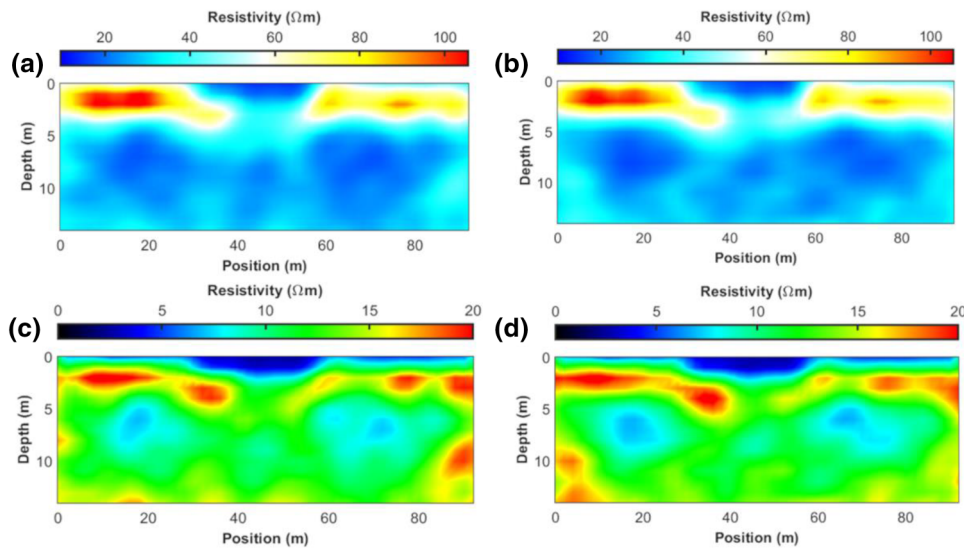 Resistivity (Ωm)
20 40 60 80 100
(a)
0
5
10
Depth (m)
0 20 40 60 80
Position (m)
Resistivity (Ωm)
20 40 60 80 100
(b)
0
5
10
Depth (m)
0 20 40 60 80
Position (m)
Resistivity (Ωm)
0 5 10 15 20
(c)
0
5
10
Depth (m)
0 20 40 60 80
Position (m)
Resistivity (Ωm)
0 5 10 15 20
(d)
0
5
10
Depth (m)
0 20 40 60 80
Position (m)